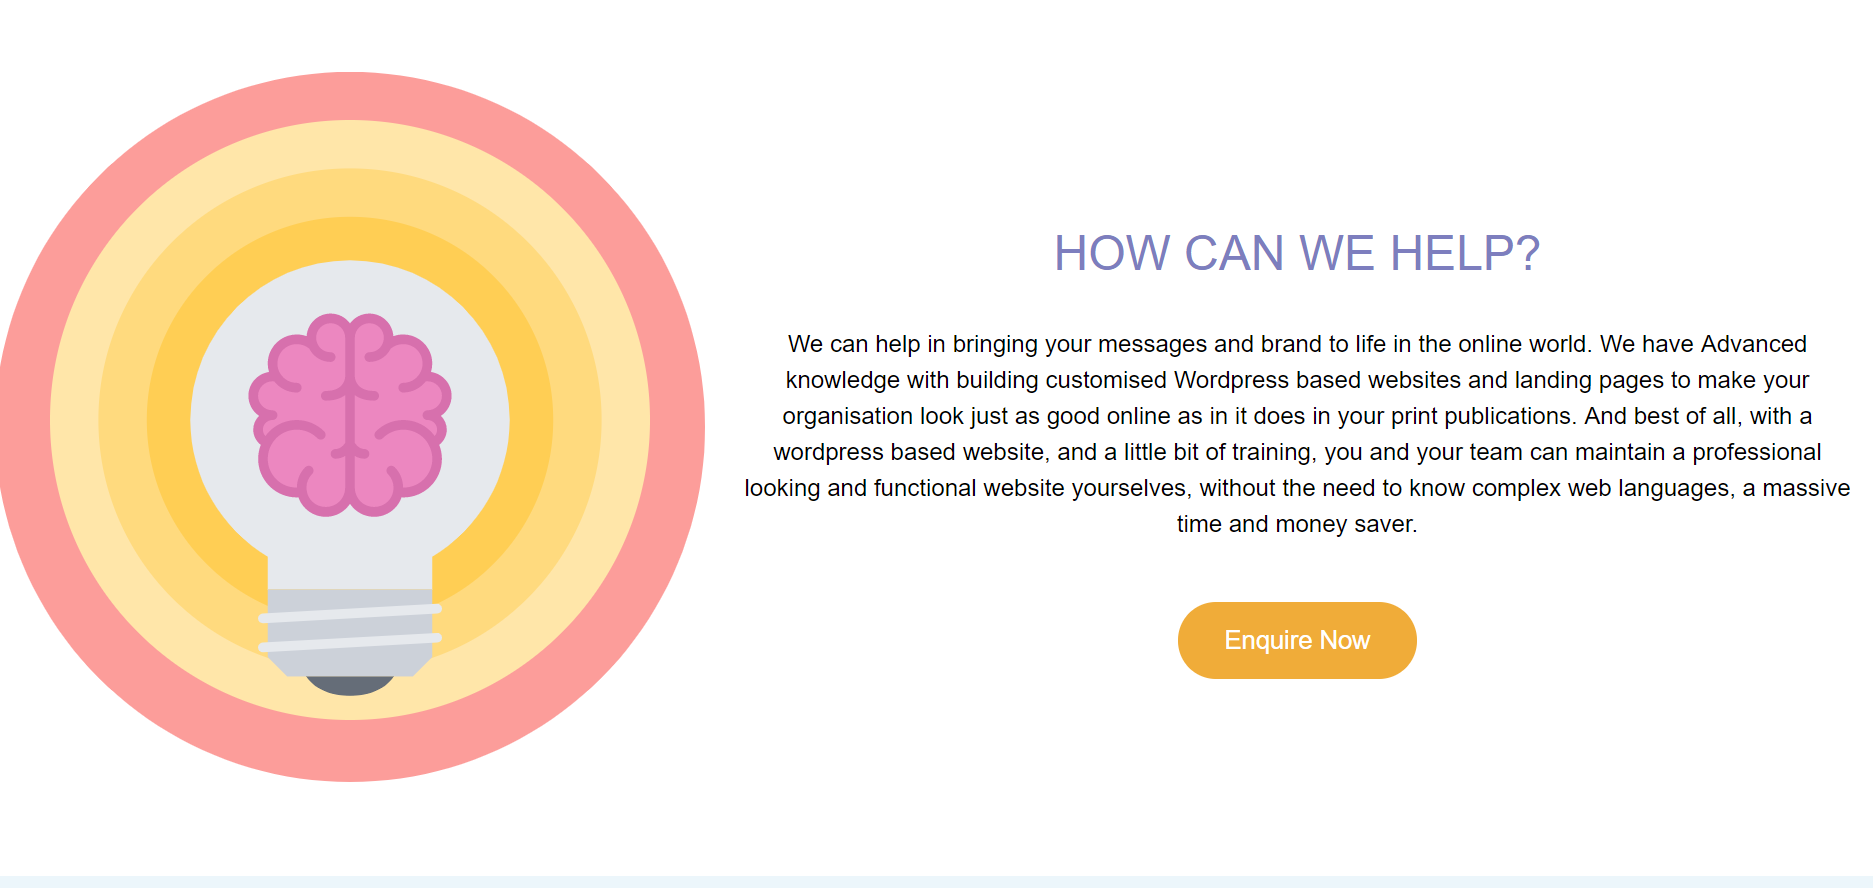 HOW CAN WE HELP?
We can help in bringing your messages and brand to life in the online world. We have Advanced
knowledge with building customised Wordpress based websites and landing pages to make your
organisation look just as good online as in it does in your print publications. And best of all, with a
wordpress based website, and a little bit of training, you and your team can maintain a professional
looking and functional website yourselves, without the need to know complex web languages, a massive
time and money saver.
Enquire Now